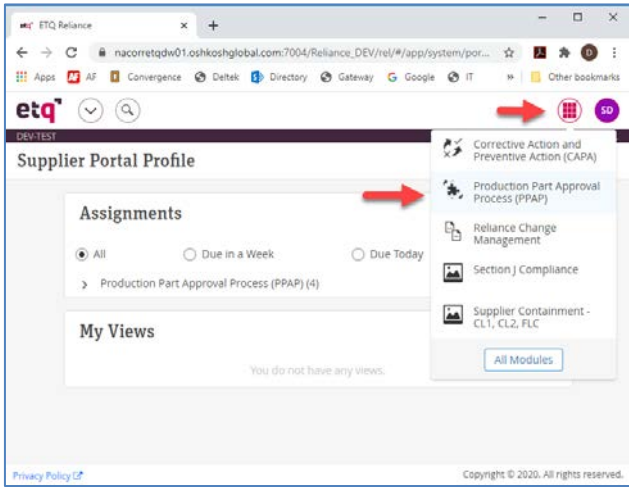 etq ETQ Reliance
nacorretqdw01.oshkoshglobal.com:7004/Reliance_DEV/rel/#/app/system/por...
Apps AF Convergence Deltek Directory Gateway Google IT Other bookmarks
etq SD
DEV-TEST
Supplier Portal Profile
Corrective Action and
Preventive Action (CAPA)
Production Part Approval
Process (PPAP)
Reliance Change
Management
Section J Compliance
Supplier Containment -
CL1, CL2, FLC
All Modules
Assignments
All Due in a Week Due Today
Production Part Approval Process (PPAP) (4)
My Views
You do not have any views.
Privacy Policy Copyright © 2020. All rights reserved.